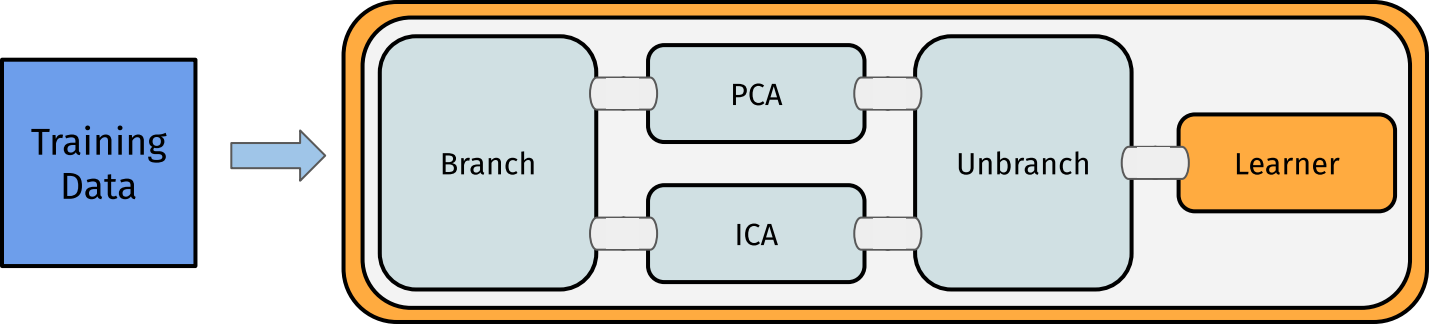 Training
Data
Branch
PCA
ICA
Unbranch
Learner